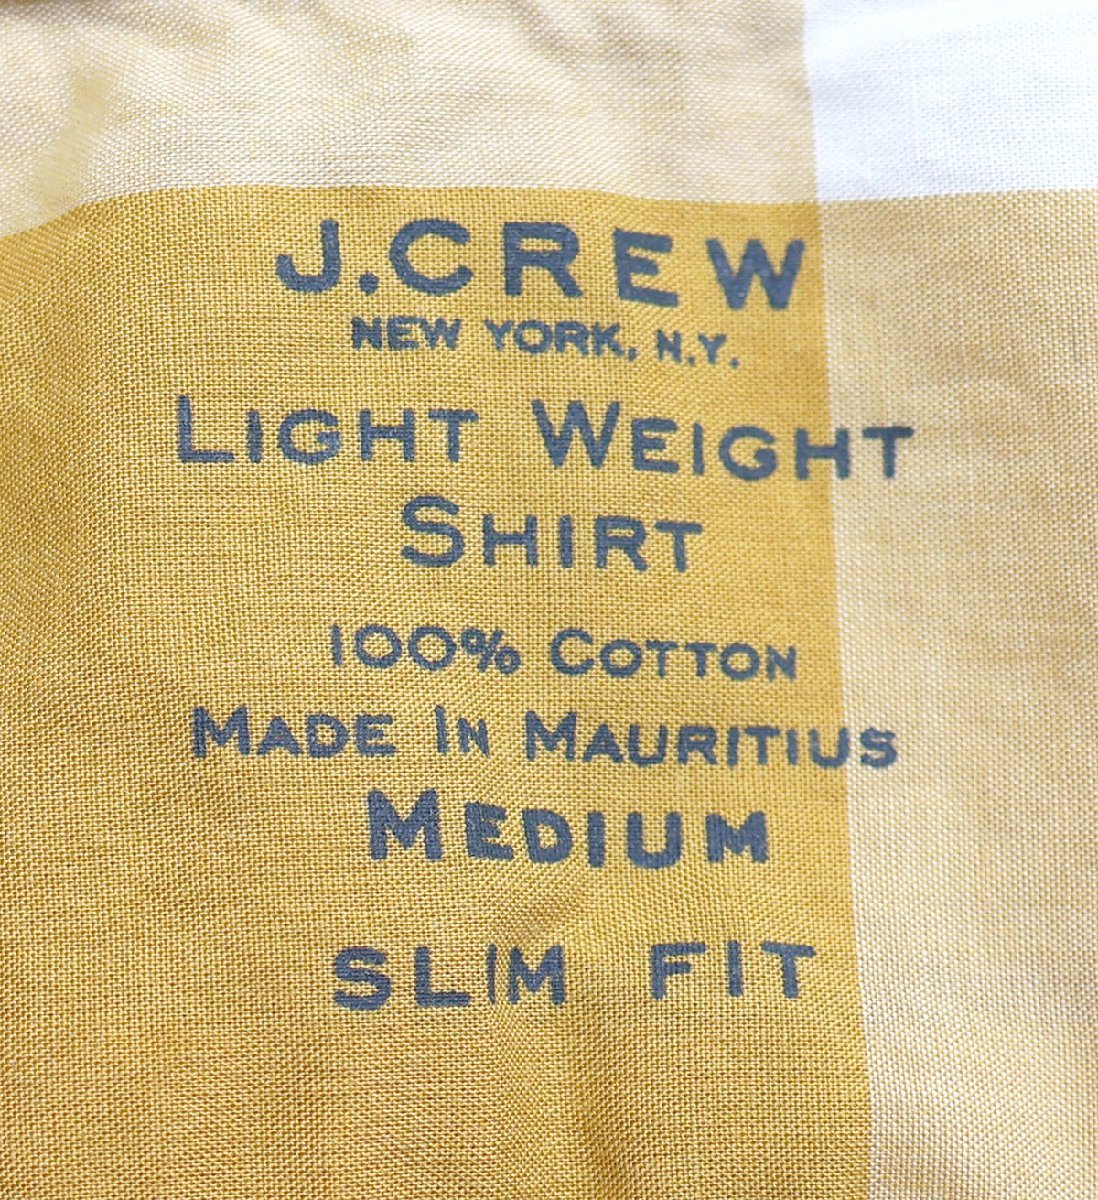 J.CREW
NEW YORK, N.Y.
LIGHT WEIGHT
SHIRT
100% COTTON
MADE IN MAURITIUS
MEDIUM
SLIM FIT